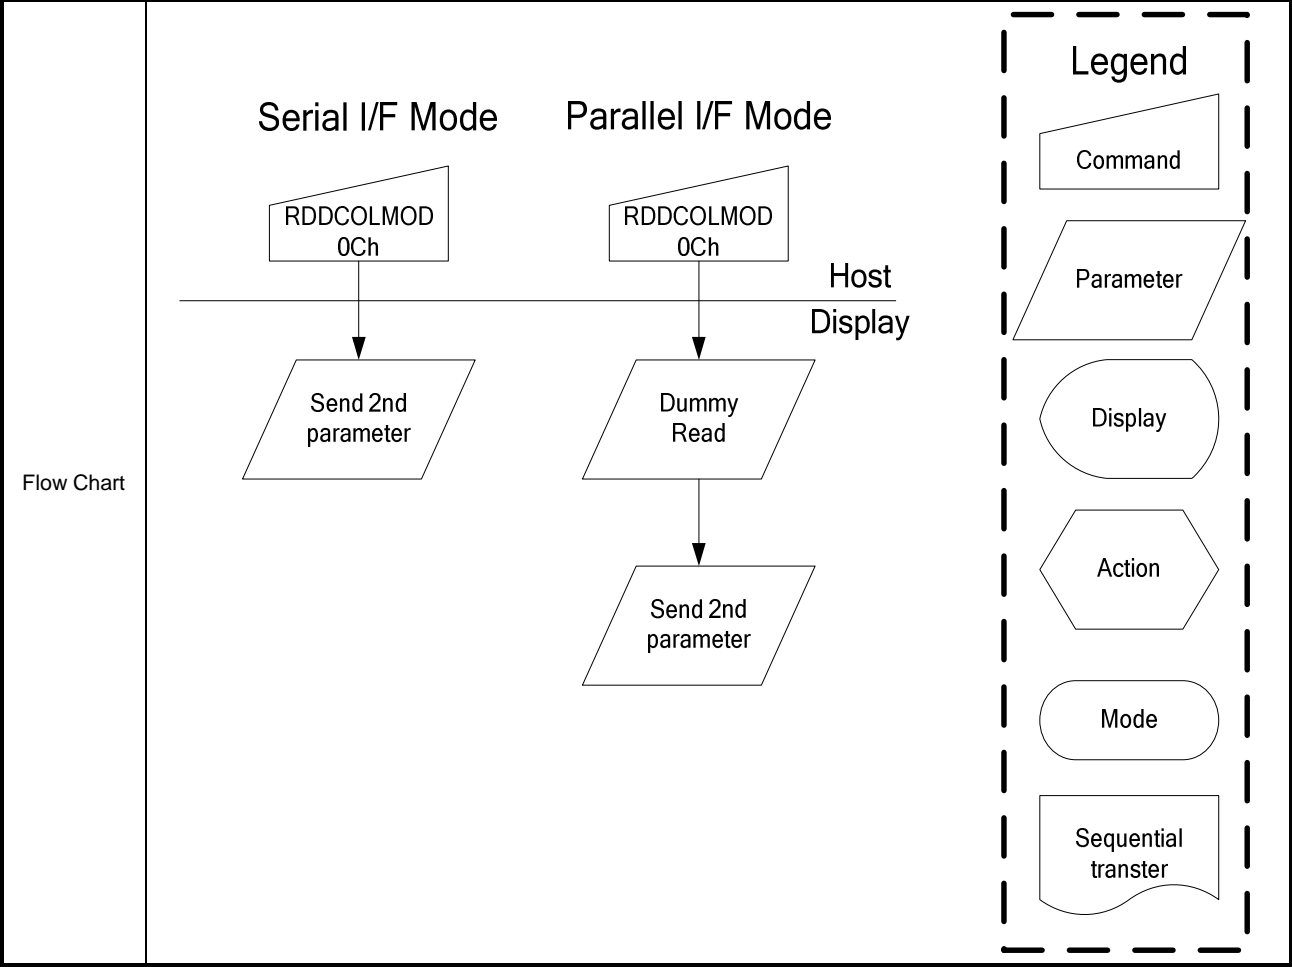 Flow Chart
Serial I/F Mode
RDDCOLMOD
0Ch
Send 2nd
parameter
Parallel I/F Mode
RDDCOLMOD
0Ch
Host
Display
Dummy
Read
Send 2nd
parameter
Legend
Command
Parameter
Display
Action
Mode
Sequential
transter